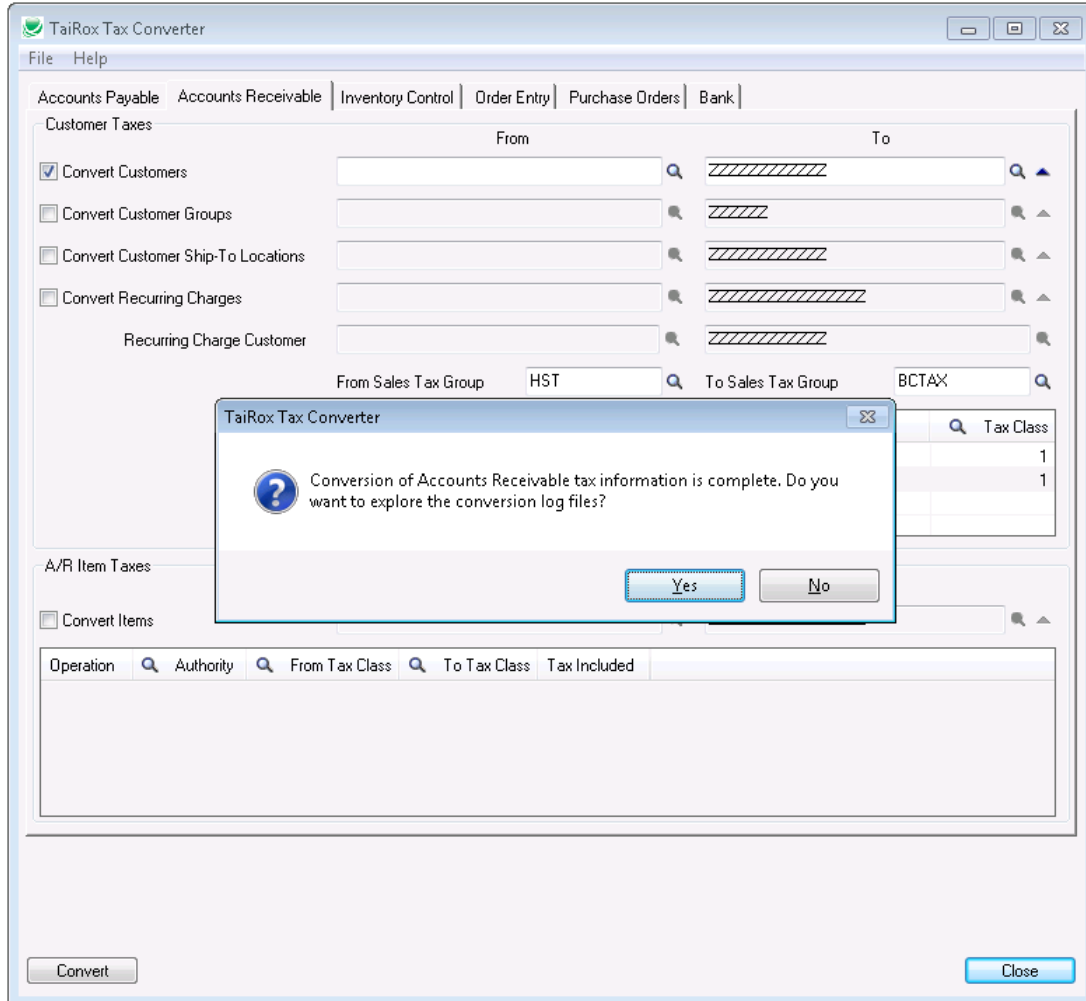 TaiRox Tax Converter
File Help
Accounts Payable Accounts Receivable Inventory Control Order Entry Purchase Orders Bank
Customer Taxes
From To
Convert Customers ZZZZZZZZZZZZ
Convert Customer Groups ZZZZZZ
Convert Customer Ship-To Locations ZZZZZZZZZZZZ
Convert Recurring Charges ZZZZZZZZZZZZZZZZ
Recurring Charge Customer ZZZZZZZZZZZZ
From Sales Tax Group HST To Sales Tax Group BCTAX
TaiRox Tax Converter
Tax Class
1
1
Conversion of Accounts Receivable tax information is complete. Do you
want to explore the conversion log files?
Yes No
A/R Item Taxes
Convert Items
Operation Authority From Tax Class To Tax Class Tax Included
Convert Close